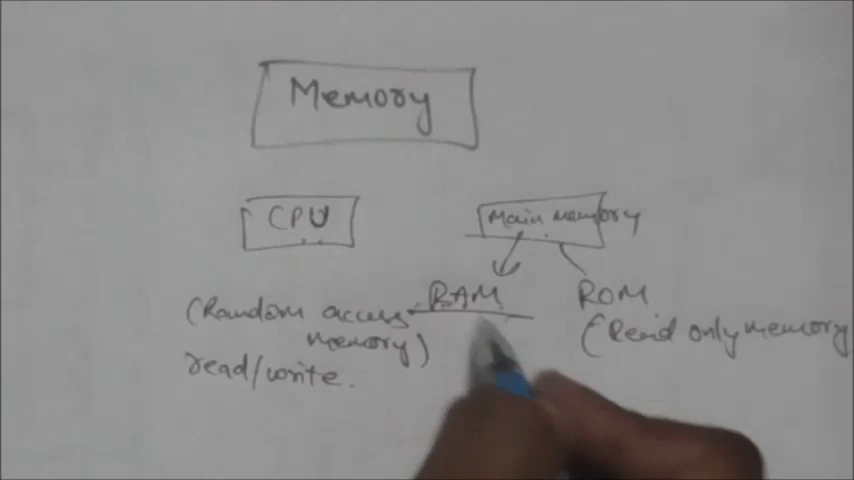 Memory
CPU
Main memory
RAM
ROM
(Random access
memory)
(Read only memory
read/write.